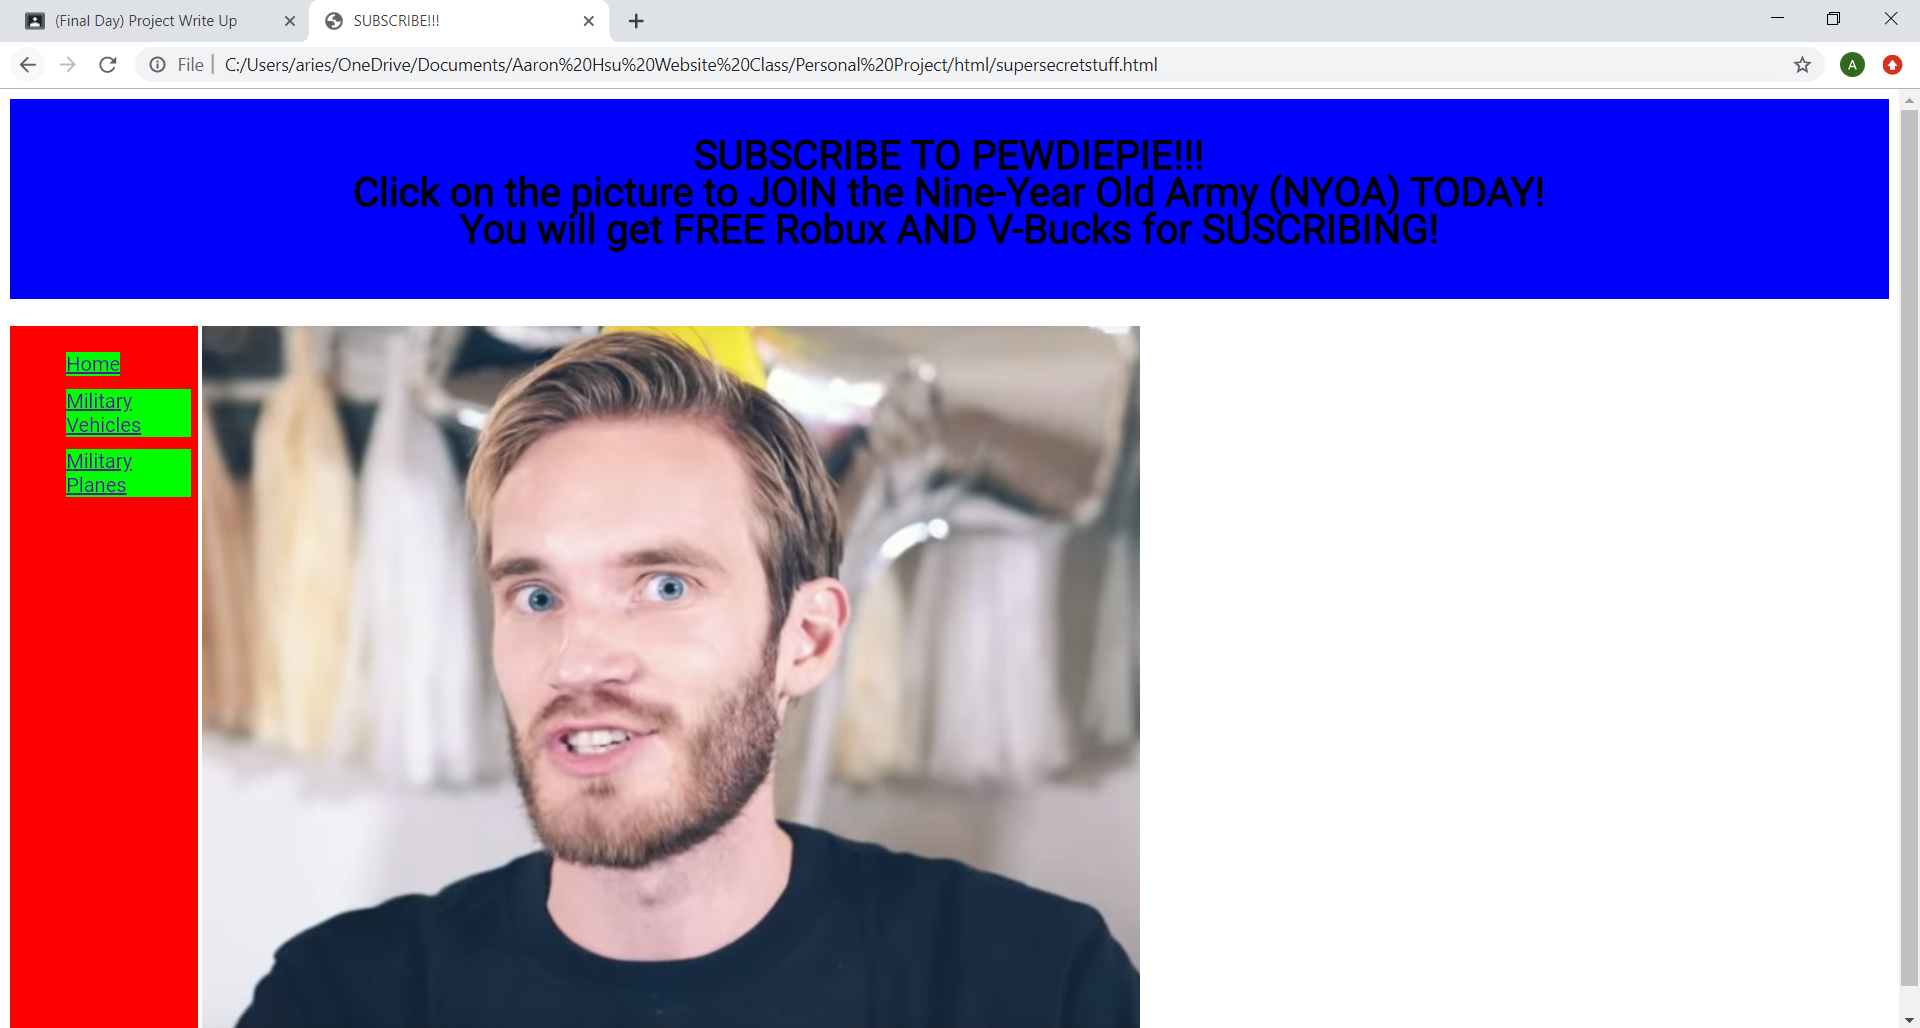 (Final Day) Project Write Up
SUBSCRIBE!!!
File
C:/Users/aries/OneDrive/Documents/Aaron%20Hsu%20Website%20Class/Personal%20Project/html/supersecretstuff.html
A
SUBSCRIBE TO PEWDIEPIE!!!
Click on the picture to JOIN the Nine-Year Old Army (NYOA) TODAY!
You will get FREE Robux AND V-Bucks for SUSCRIBING!
Home
Military
Vehicles
Military
Planes